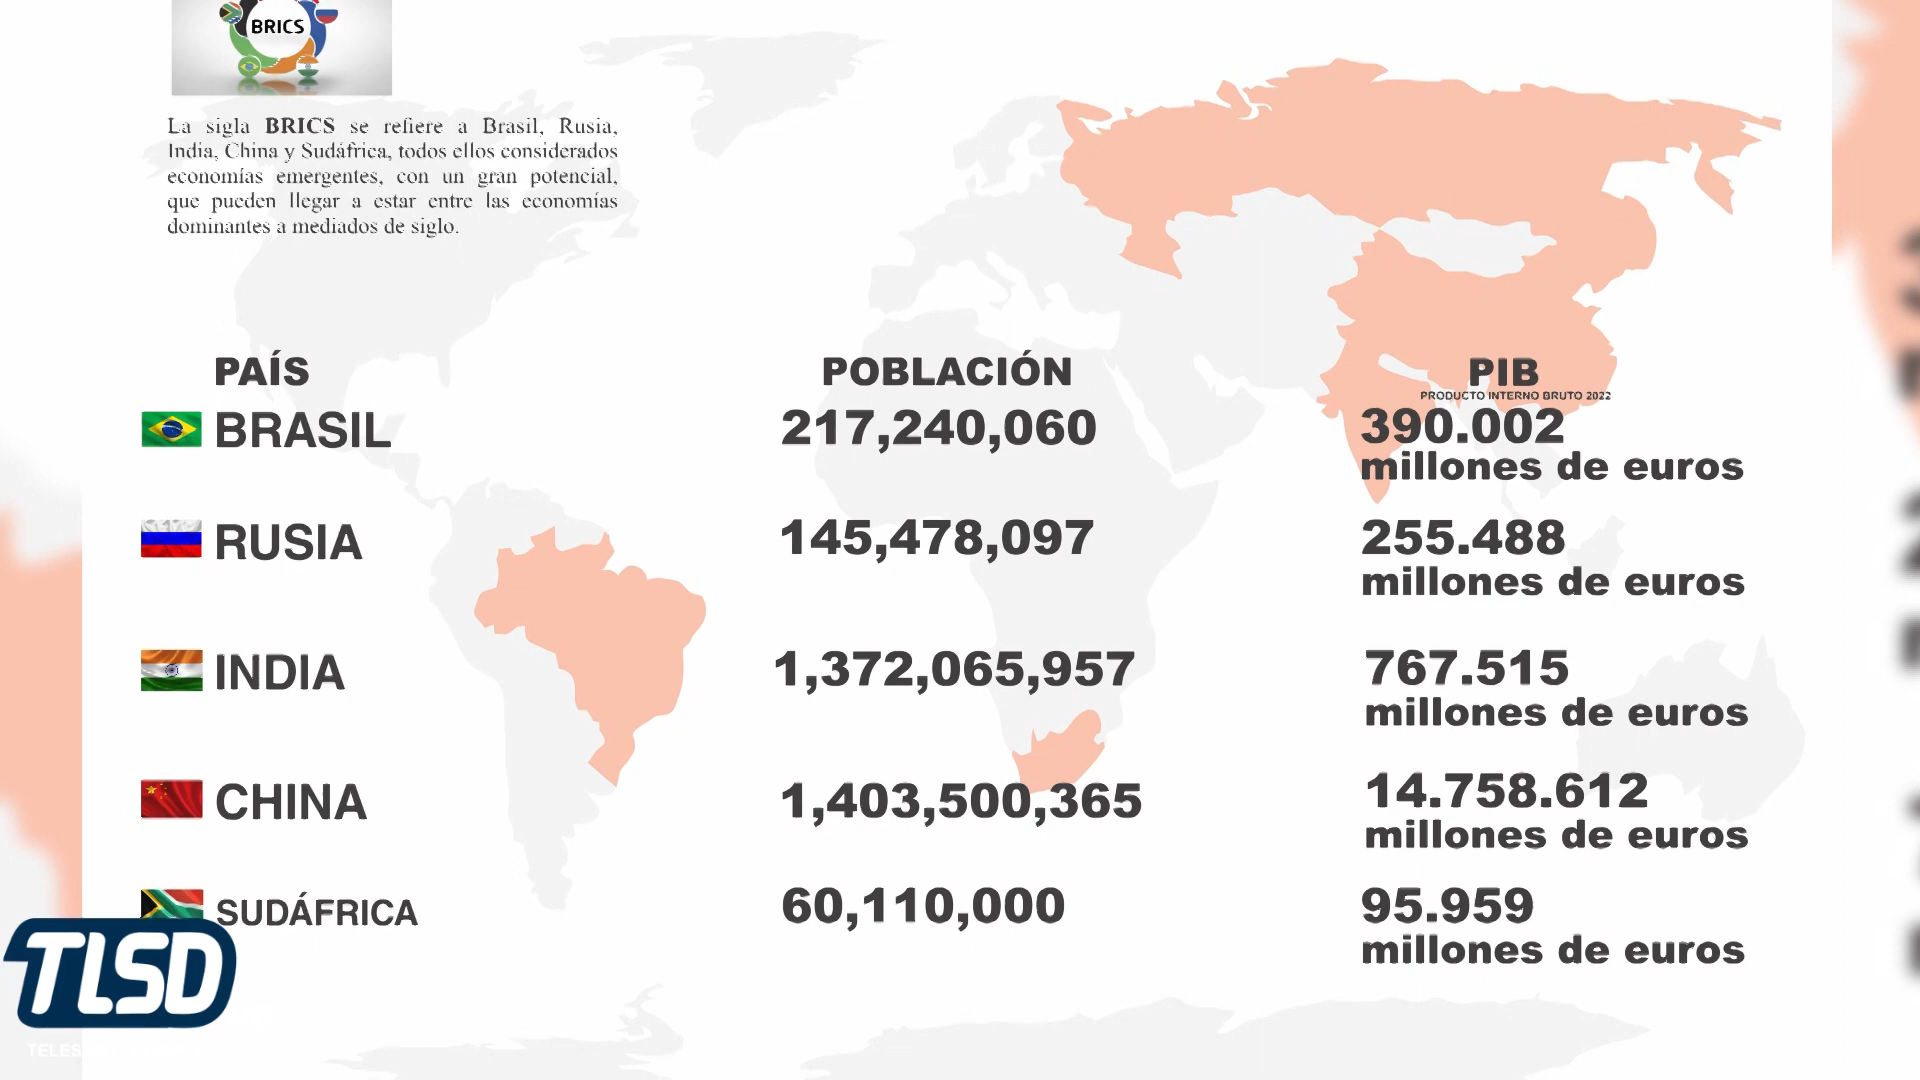 BRICS
La sigla BRICS se refiere a Brasil, Rusia,
India, China y Sudáfrica, todos ellos considerados
economías emergentes, con un gran potencial,
que pueden llegar a estar entre las economías
dominantes a mediados de siglo.
PAÍS POBLACIÓN PIB
PRODUCTO INTERNO BRUTO 2022
BRASIL 217,240,060 390.002
millones de euros
RUSIA 145,478,097 255.488
millones de euros
INDIA 1,372,065,957 767.515
millones de euros
CHINA 1,403,500,365 14.758.612
millones de euros
SUDÁFRICA 60,110,000 95.959
millones de euros
TLSD